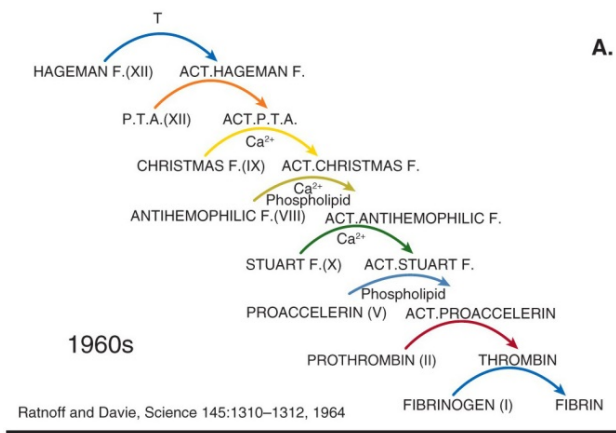 T
A.
HAGEMAN F.(XII) ACT.HAGEMAN F.
P.T.A.(XII) ACT.P.T.A.
Ca²⁺
CHRISTMAS F.(IX) ACT.CHRISTMAS F.
Ca²⁺
Phospholipid
ANTIHEMOPHILIC F.(VIII) ACT.ANTIHEMOPHILIC F.
Ca²⁺
STUART F.(X) ACT.STUART F.
Phospholipid
PROACCELERIN (V) ACT.PROACCELERIN
1960s
PROTHROMBIN (II) THROMBIN
FIBRINOGEN (I) FIBRIN
Ratnoff and Davie, Science 145:1310–1312, 1964